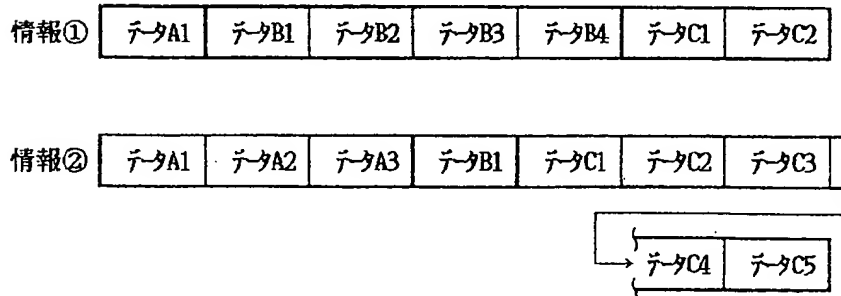 情報① データA1 データB1 データB2 データB3 データB4 データC1 データC2
情報② データA1 データA2 データA3 データB1 データC1 データC2 データC3
データC4 データC5